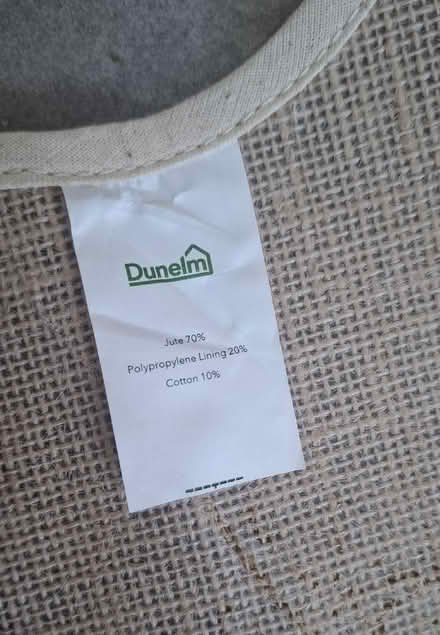 Dunelm
Jute 70%
Polypropylene Lining 20%
Cotton 10%